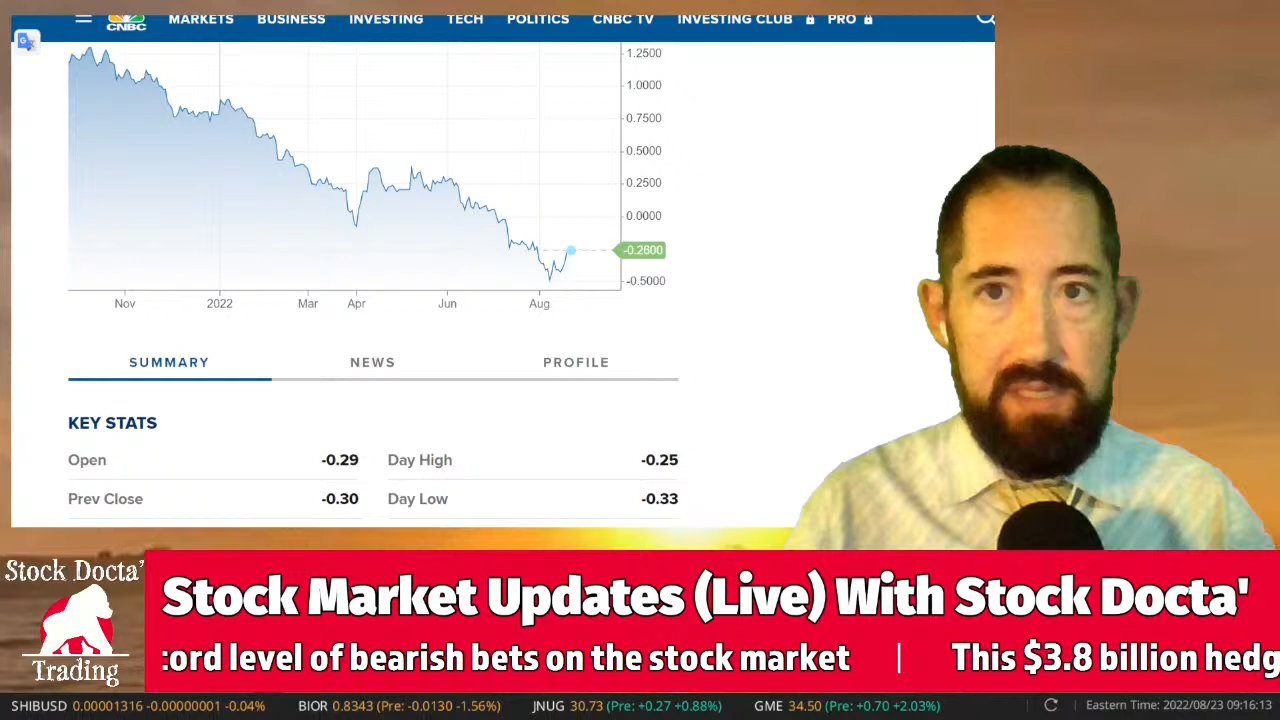 MARKETS BUSINESS INVESTING TECH POLITICS CNBC TV INVESTING CLUB PRO
CNBC
1.2500
1.0000
0.7500
0.5000
0.2500
0.0000
-0.2600
-0.5000
Nov 2022 Mar Apr Jun Aug
SUMMARY NEWS PROFILE
KEY STATS
Open -0.29 Day High -0.25
Prev Close -0.30 Day Low -0.33
Stock Docta'
Trading
Stock Market Updates (Live) With Stock Docta'
cord level of bearish bets on the stock market | This $3.8 billion hedg
SHIBUSD 0.00001316 -0.00000001 -0.04% BIOR 0.8343 (Pre: -0.0130 -1.56%) JNUG 30.73 (Pre: +0.27 +0.88%) GME 34.50 (Pre: +0.70 +2.03%) Eastern Time: 2022/08/23 09:16:13